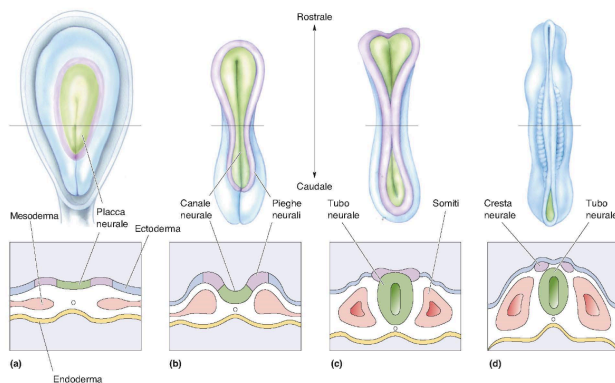 Rostrale
Caudale
Mesoderma
Placca
neurale
Ectoderma
Canale
neurale
Pieghe
neurali
Tubo
neurale
Somiti
Cresta
neurale
Tubo
neurale
(a)
(b)
(c)
(d)
Endoderma